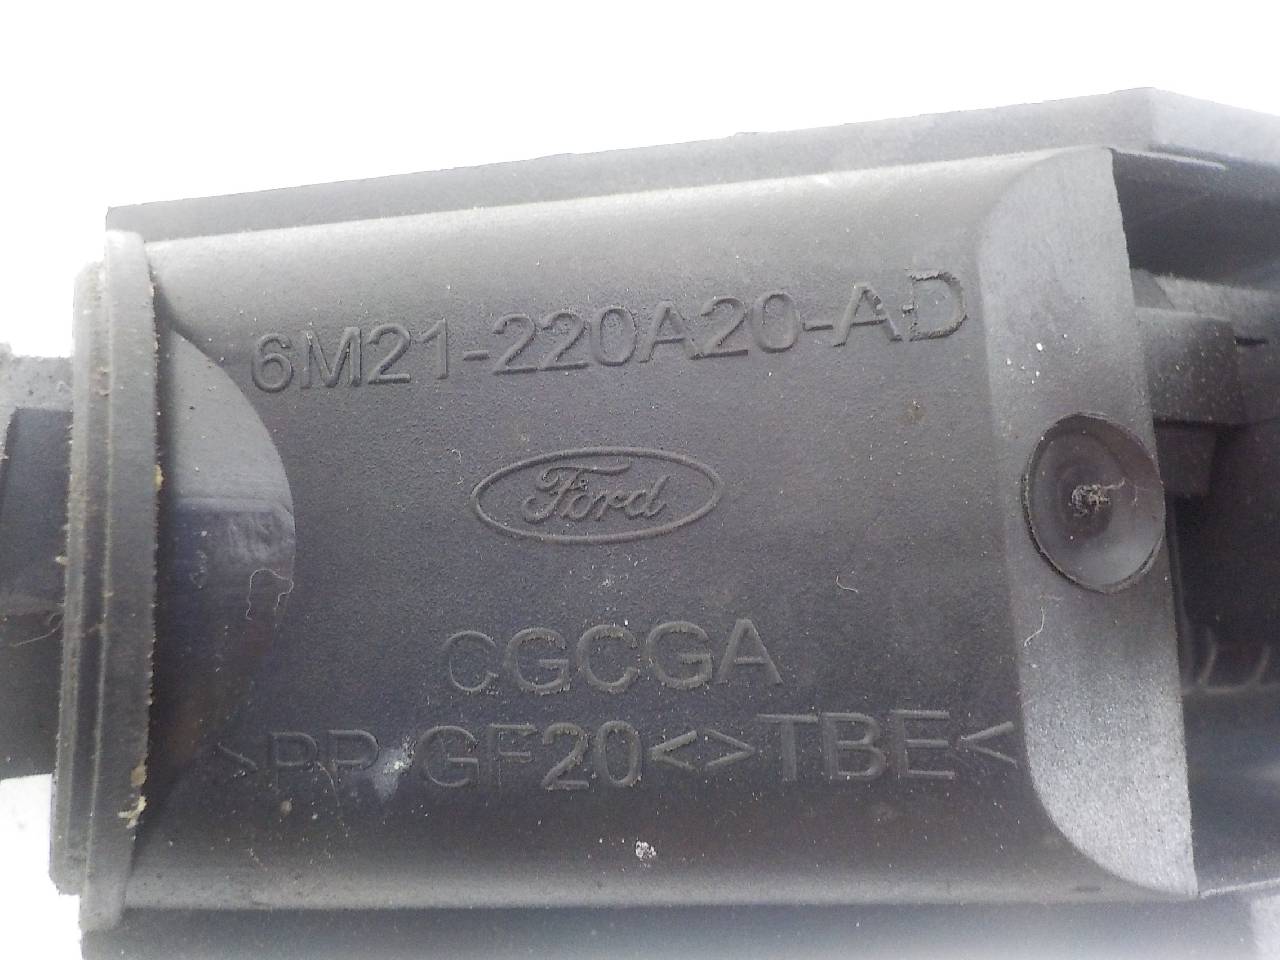 6M21-220A20-AD
Ford
CGCGA
>PP GF20<>TBE<